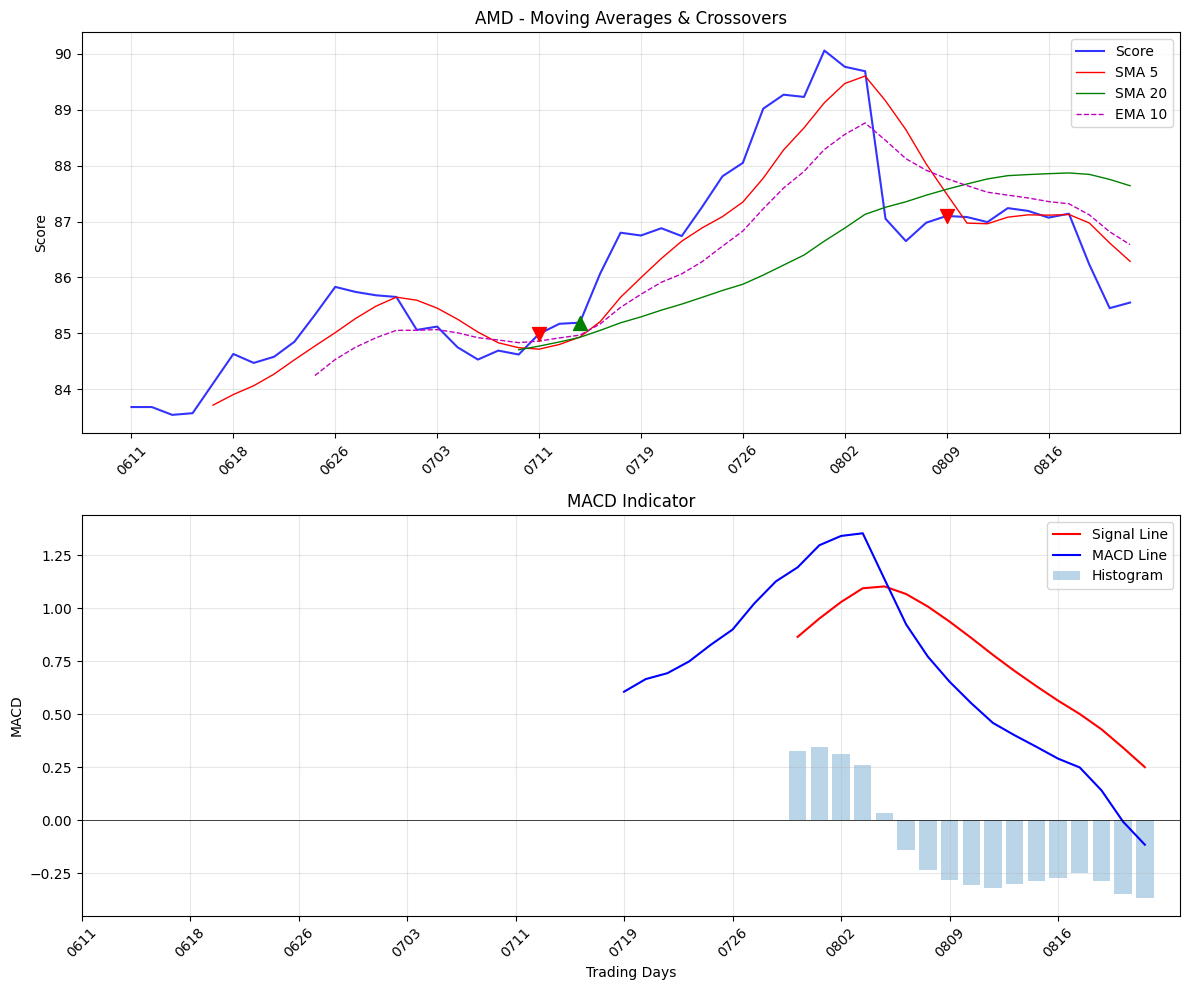 AMD - Moving Averages & Crossovers
Score
90
89
88
87
86
85
84
Score
SMA 5
SMA 20
EMA 10
0611
0618
0626
0703
0711
0719
0726
0802
0809
0816
MACD Indicator
MACD
1.25
1.00
0.75
0.50
0.25
0.00
−0.25
Signal Line
MACD Line
Histogram
0611
0618
0626
0703
0711
0719
0726
0802
0809
0816
Trading Days